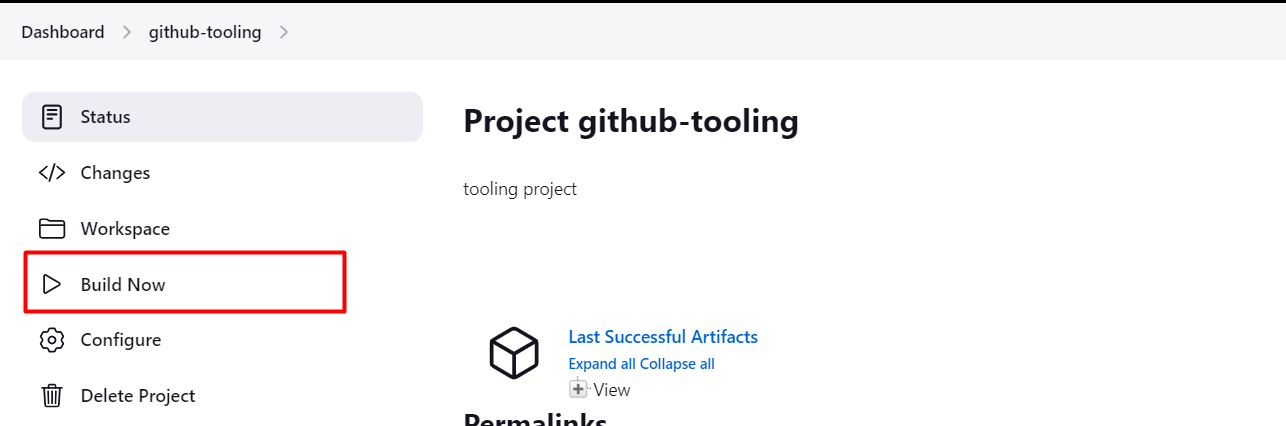 Dashboard > github-tooling >
Status
Changes
Workspace
Build Now
Configure
Delete Project
Project github-tooling
tooling project
Last Successful Artifacts
Expand all Collapse all
View
Permalinks